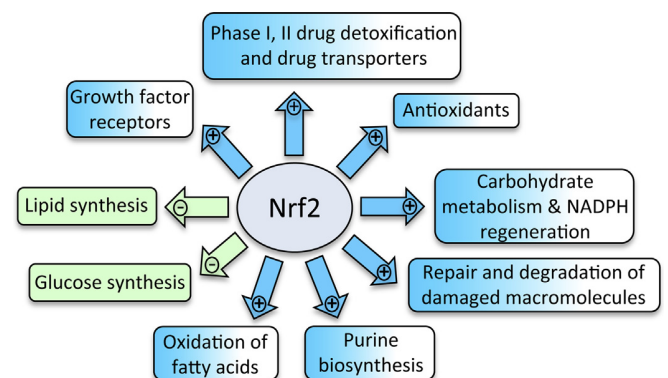 Phase I, II drug detoxification
and drug transporters
Growth factor
receptors
+
+
+
Antioxidants
Lipid synthesis
-
Nrf2
+
Carbohydrate
metabolism & NADPH
regeneration
Glucose synthesis
-
+
Repair and degradation of
damaged macromolecules
+
+
Oxidation of
fatty acids
Purine
biosynthesis